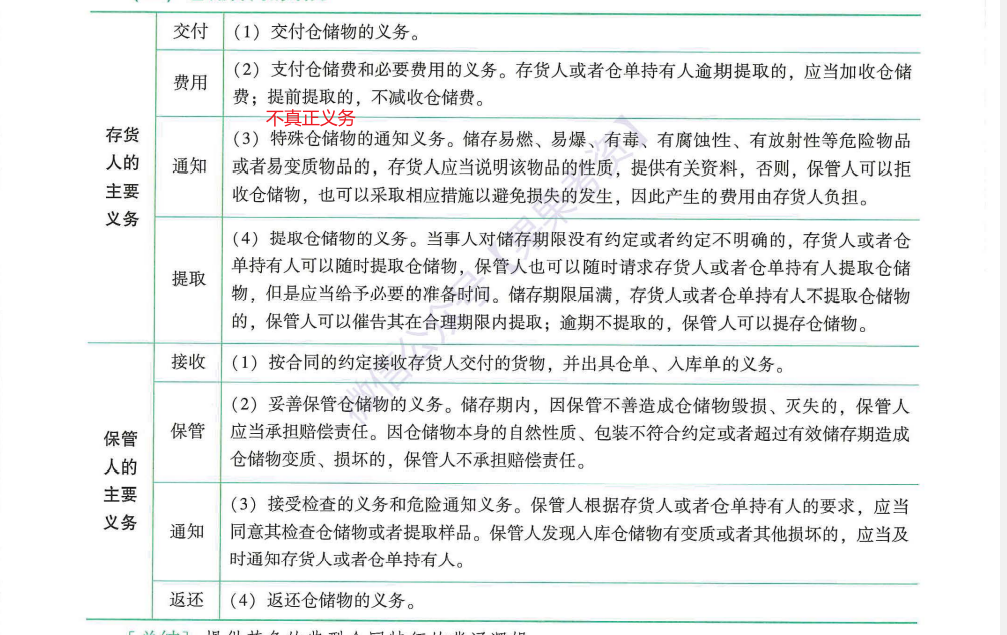 交付
(1) 交付仓储物的义务。
费用
(2) 支付仓储费和必要费用的义务。存货人或者仓单持有人逾期提取的，应当加收仓储
费；提前提取的，不减收仓储费。
不真正义务
存货
人的
主要
义务
通知
(3) 特殊仓储物的通知义务。储存易燃、易爆、有毒、有腐蚀性、有放射性等危险物品
或者易变质物品的，存货人应当说明该物品的性质，提供有关资料，否则，保管人可以拒
收仓储物，也可以采取相应措施以避免损失的发生，因此产生的费用由存货人负担。
提取
(4) 提取仓储物的义务。当事人对储存期限没有约定或者约定不明确的，存货人或者仓
单持有人可以随时提取仓储物，保管人也可以随时请求存货人或者仓单持有人提取仓储
物，但是应当给予必要的准备时间。储存期限届满，存货人或者仓单持有人不提取仓储物
的，保管人可以催告其在合理期限内提取；逾期不提取的，保管人可以提存仓储物。
接收
(1) 按合同的约定接收存货人交付的货物，并出具仓单、入库单的义务。
保管
人的
主要
义务
保管
(2) 妥善保管仓储物的义务。储存期内，因保管不善造成仓储物毁损、灭失的，保管人
应当承担赔偿责任。因仓储物本身的自然性质、包装不符合约定或者超过有效储存期造成
仓储物变质、损坏的，保管人不承担赔偿责任。
通知
(3) 接受检查的义务和危险通知义务。保管人根据存货人或者仓单持有人的要求，应当
同意其检查仓储物或者提取样品。保管人发现入库仓储物有变质或者其他损坏的，应当及
时通知存货人或者仓单持有人。
返还
(4) 返还仓储物的义务。
微信公众号【果果考资】